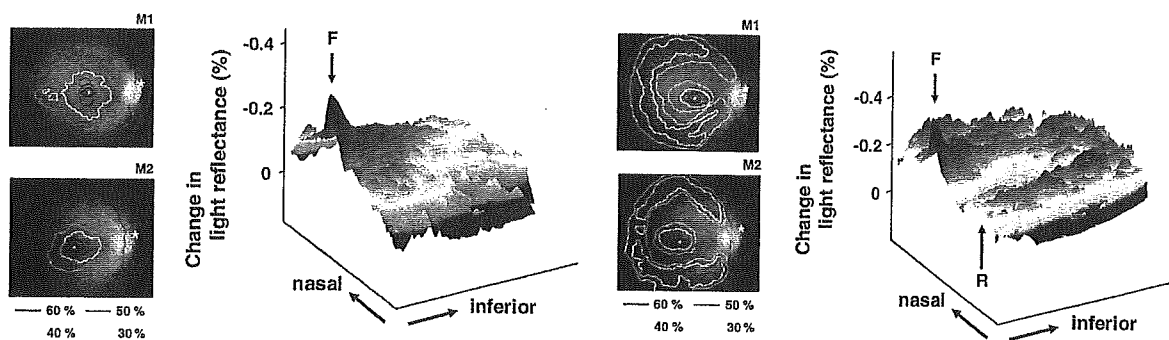 M1
M2
60 % 50 %
40 % 30 %
Change in
light reflectance (%)
-0.4
-0.2
0
F
nasal
inferior
M1
M2
60 % 50 %
40 % 30 %
Change in
light reflectance (%)
-0.4
-0.2
0
F
R
nasal
inferior